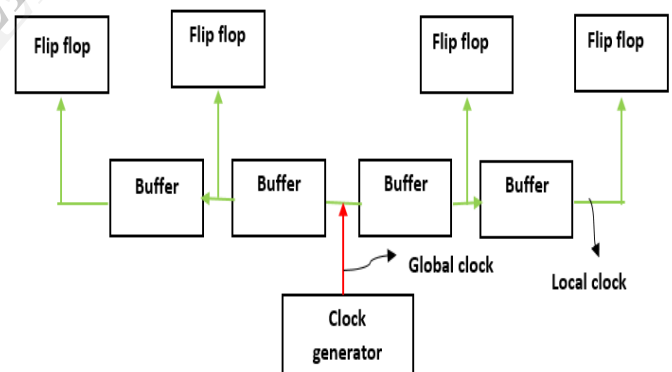 Flip flop
Flip flop
Flip flop
Flip flop
Buffer
Buffer
Buffer
Buffer
Global clock
Local clock
Clock
generator